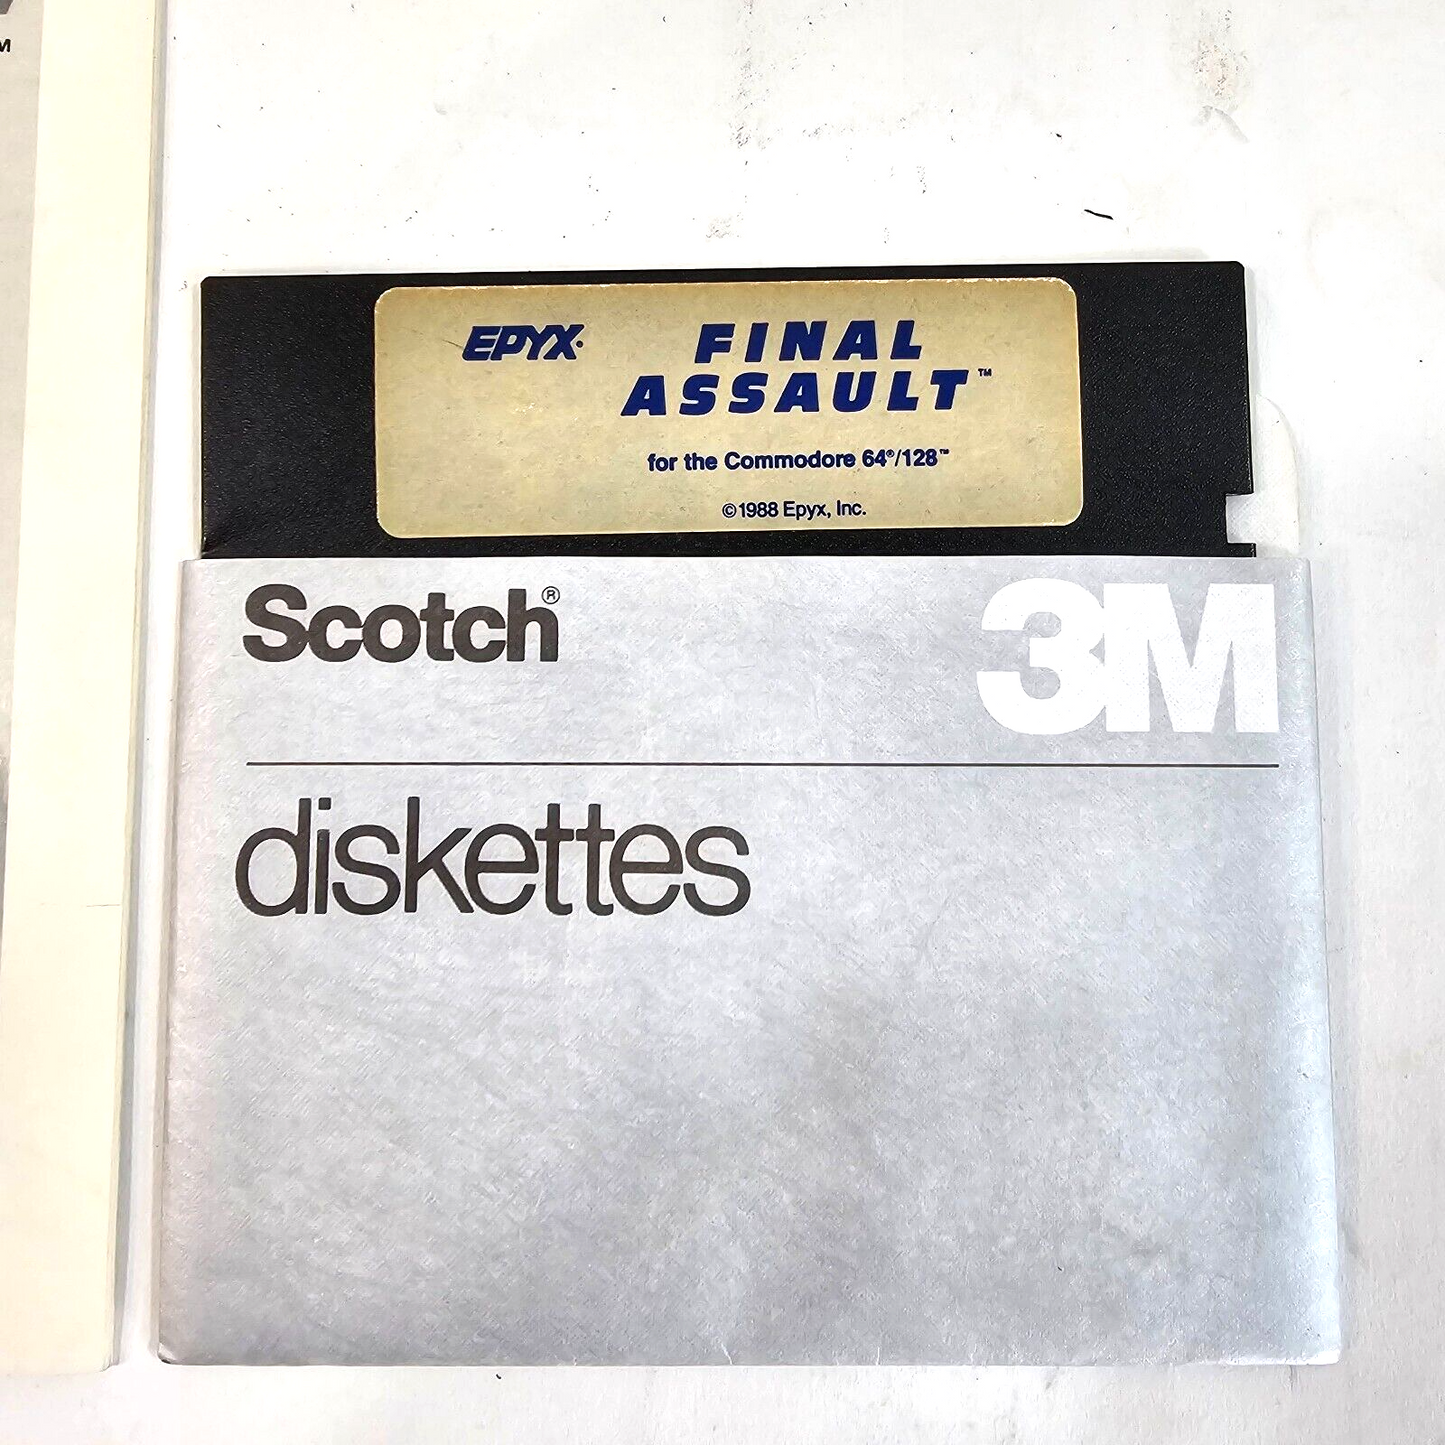 M
EPYX®
FINAL
ASSAULT™
for the Commodore 64®/128™
©1988 Epyx, Inc.
Scotch®
3M
diskettes